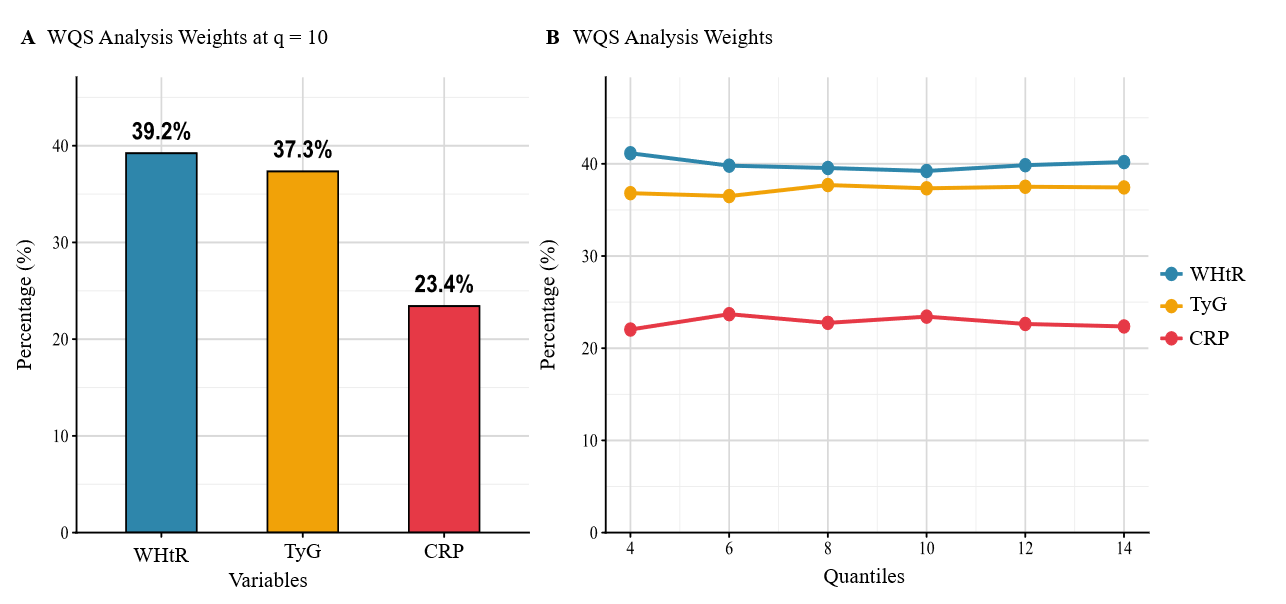 A WQS Analysis Weights at q = 10
Percentage (%)
40
30
20
10
0
39.2%
37.3%
23.4%
WHtR TyG CRP
Variables
B WQS Analysis Weights
Percentage (%)
40
30
20
10
0
4 6 8 10 12 14
Quantiles
WHtR
TyG
CRP